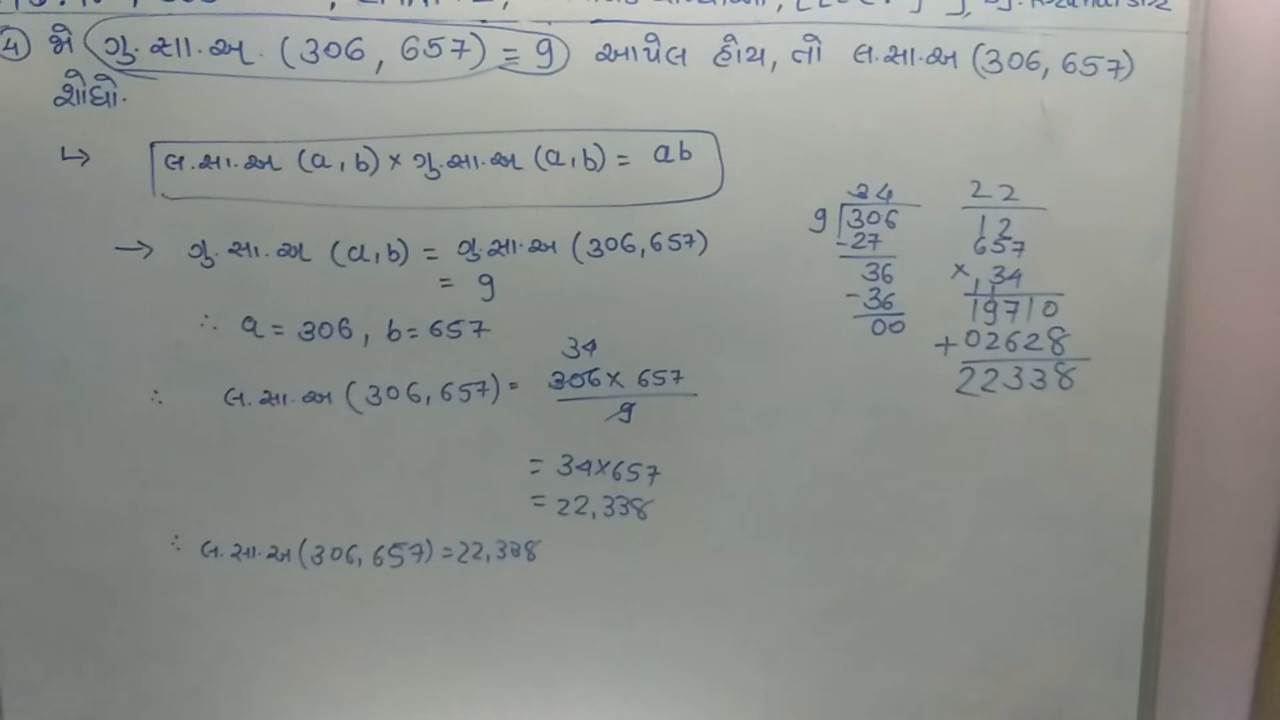 ④ જો ગુ.સા.અ. (306, 657) = 9 આપેલ હોય, તો લ.સા.અ (306, 657)
શોધો.
↳ લ.સા.અ (a, b) × ગુ.સા.અ (a, b) = ab
→ ગુ.સા.અ (a, b) = ગુ.સા.અ (306, 657)
= 9
∴ a = 306, b = 657
34
∴ લ.સા.અ (306, 657) = 306 × 657
9
= 34×657
= 22,338
∴ લ.સા.અ (306, 657) = 22,338
34
9 306
-27
36
-36
00
22
12
657
× 34
11
19710
+02628
22338